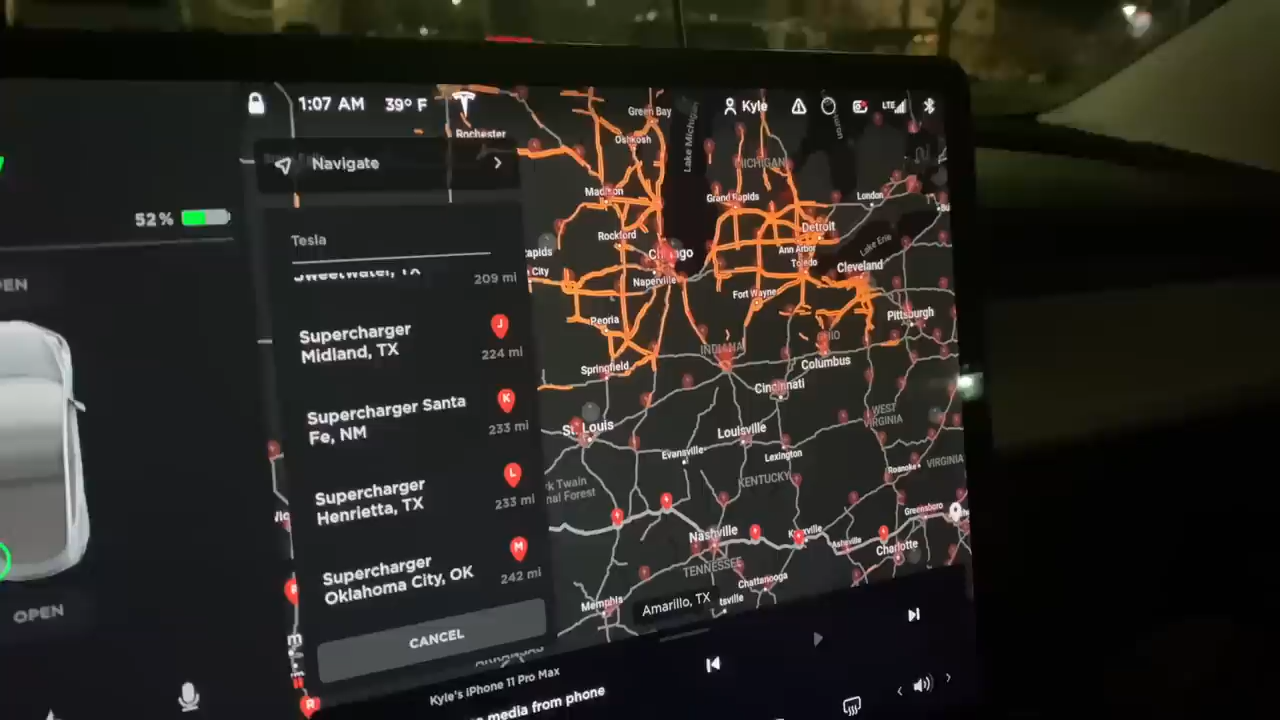 1:07 AM
39° F
Kyle
LTE
Navigate
52%
Tesla
Sweetwater, TX
209 mi
Supercharger
Midland, TX
J
224 mi
Supercharger Santa
Fe, NM
K
233 mi
Supercharger
Henrietta, TX
L
233 mi
Supercharger
Oklahoma City, OK
M
242 mi
CANCEL
OPEN
Rochester
Green Bay
Oshkosh
Lake Michigan
MICHIGAN
Madison
Grand Rapids
London
Rockford
Detroit
Ann Arbor
Lake Erie
Chicago
Toledo
Cleveland
Naperville
Fort Wayne
Peoria
Pittsburgh
INDIANA
OHIO
Springfield
Columbus
Cincinnati
St. Louis
Louisville
WEST
VIRGINIA
Evansville
Lexington
Roanoke
VIRGINIA
KENTUCKY
Greensboro
Nashville
Knoxville
Asheville
Charlotte
TENNESSEE
Chattanooga
Memphis
Amarillo, TX
ARKANSAS
Kyle's iPhone 11 Pro Max
media from phone